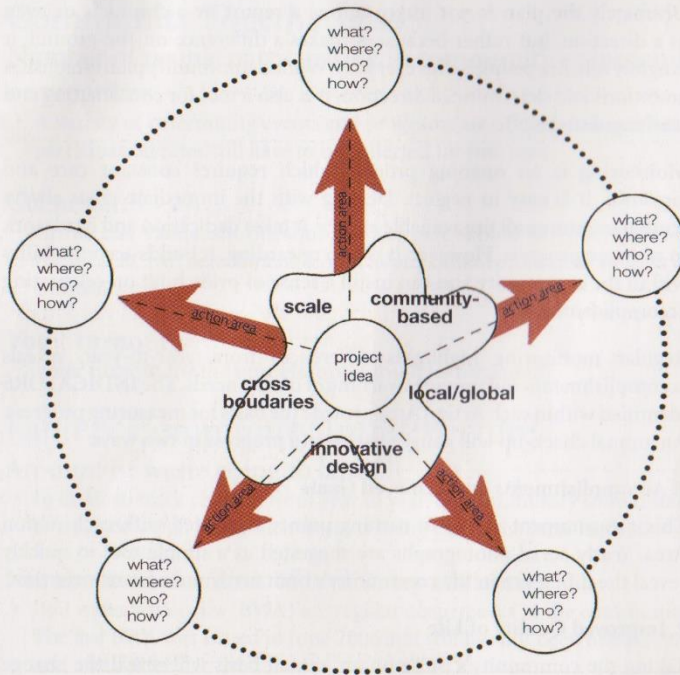 what?
where?
who?
how?
action area
what?
where?
who?
how?
what?
where?
who?
how?
scale
community-
based
action area
action area
project
idea
cross
boudaries
local/global
innovative
design
action area
action area
what?
where?
who?
how?
what?
where?
who?
how?